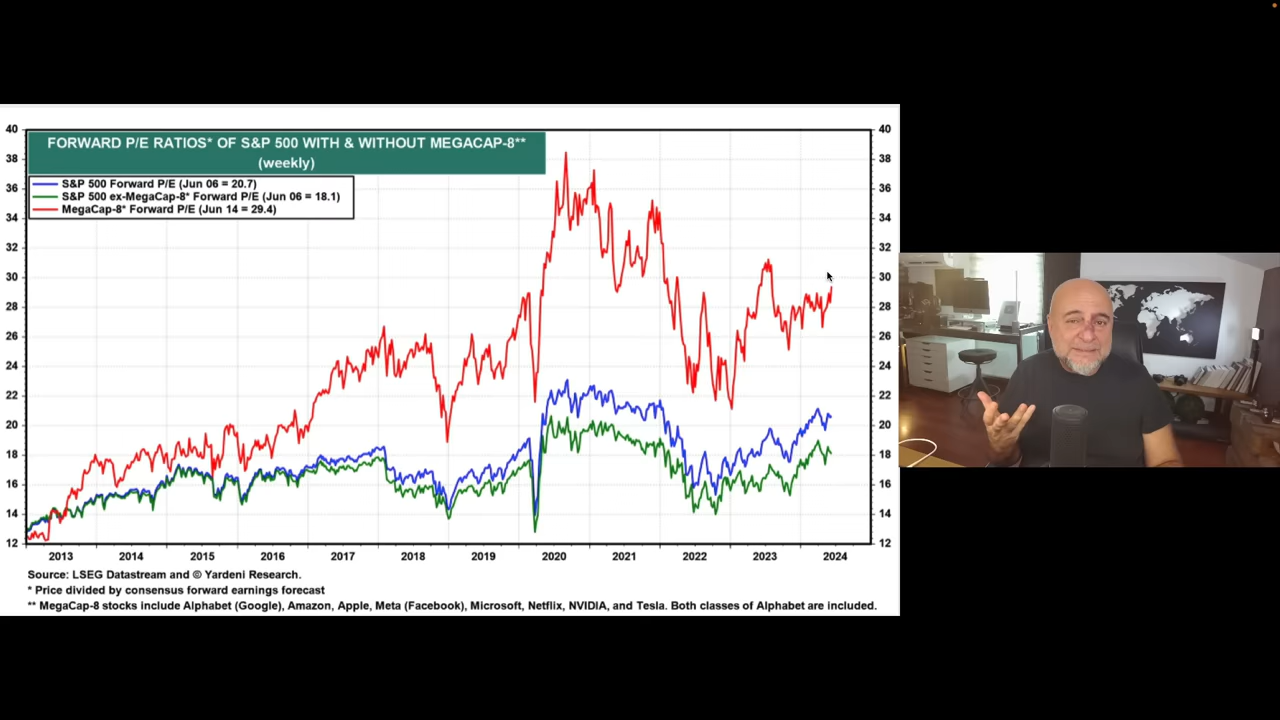 FORWARD P/E RATIOS* OF S&P 500 WITH & WITHOUT MEGACAP-8**
(weekly)
S&P 500 Forward P/E (Jun 06 = 20.7)
S&P 500 ex-MegaCap-8* Forward P/E (Jun 06 = 18.1)
MegaCap-8* Forward P/E (Jun 14 = 29.4)
40 40
38 38
36 36
34 34
32 32
30 30
28 28
26 26
24 24
22 22
20 20
18 18
16 16
14 14
12 12
2013 2014 2015 2016 2017 2018 2019 2020 2021 2022 2023 2024
Source: LSEG Datastream and © Yardeni Research.
* Price divided by consensus forward earnings forecast
** MegaCap-8 stocks include Alphabet (Google), Amazon, Apple, Meta (Facebook), Microsoft, Netflix, NVIDIA, and Tesla. Both classes of Alphabet are included.